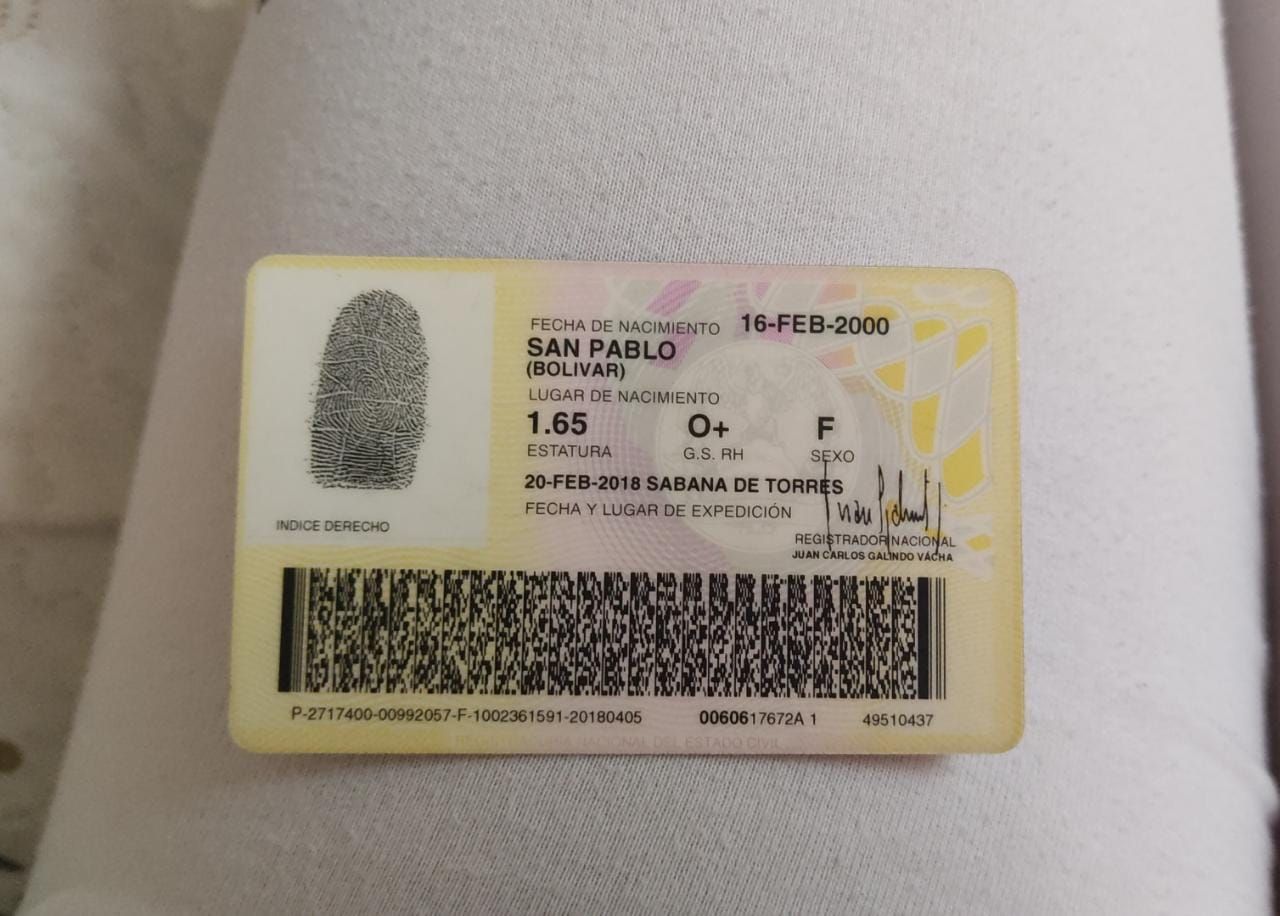 FECHA DE NACIMIENTO 16-FEB-2000
SAN PABLO
(BOLIVAR)
LUGAR DE NACIMIENTO
1.65 O+ F
ESTATURA G.S. RH SEXO
20-FEB-2018 SABANA DE TORRES
FECHA Y LUGAR DE EXPEDICIÓN
INDICE DERECHO
REGISTRADOR NACIONAL
JUAN CARLOS GALINDO VÁCHA
P-2717400-00992057-F-1002361591-20180405 0060617672A 1 49510437
REGISTRADURIA NACIONAL DEL ESTADO CIVIL